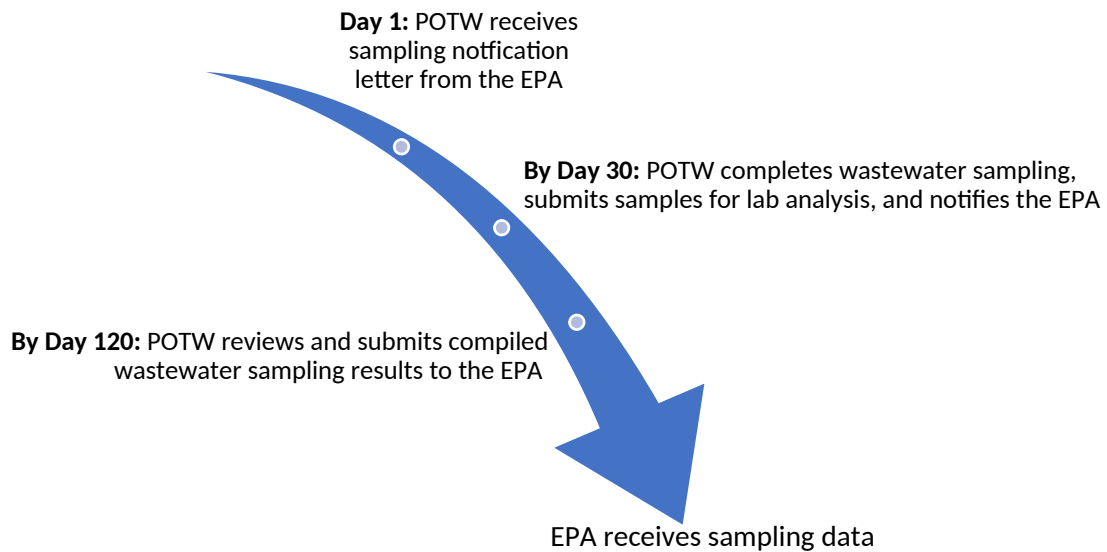 Day 1: POTW receives
sampling notfication
letter from the EPA
By Day 30: POTW completes wastewater sampling,
submits samples for lab analysis, and notifies the EPA
By Day 120: POTW reviews and submits compiled
wastewater sampling results to the EPA
EPA receives sampling data